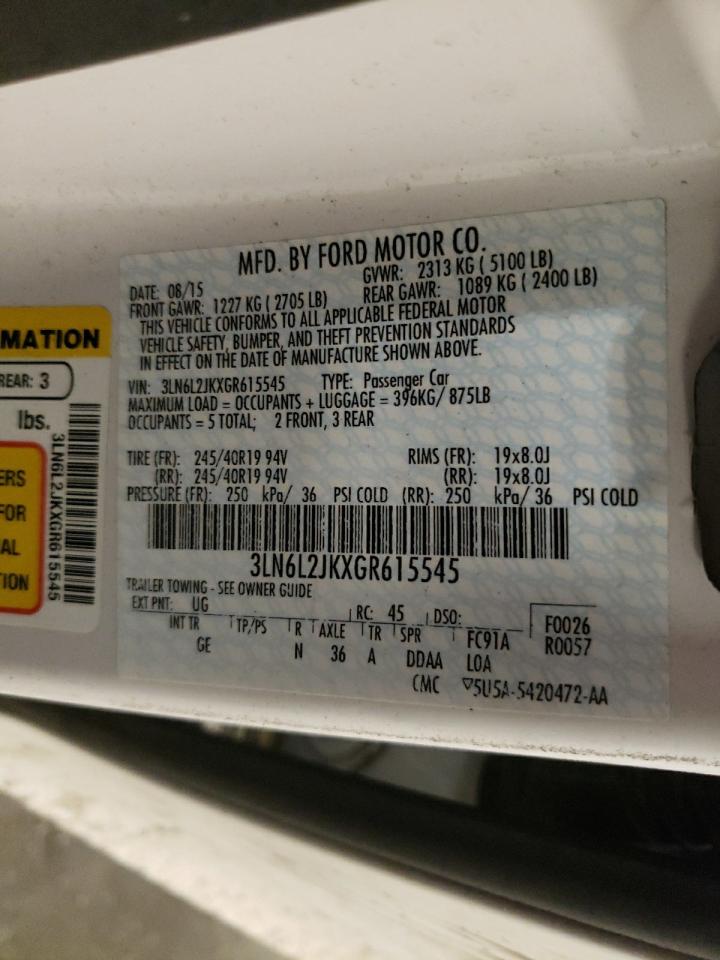 MFD. BY FORD MOTOR CO.
DATE: 08/15 GVWR: 2313 KG ( 5100 LB)
FRONT GAWR: 1227 KG ( 2705 LB) REAR GAWR: 1089 KG ( 2400 LB)
THIS VEHICLE CONFORMS TO ALL APPLICABLE FEDERAL MOTOR
VEHICLE SAFETY, BUMPER, AND THEFT PREVENTION STANDARDS
IN EFFECT ON THE DATE OF MANUFACTURE SHOWN ABOVE.
VIN: 3LN6L2JKXGR615545 TYPE: Passenger Car
MAXIMUM LOAD = OCCUPANTS + LUGGAGE = 396KG/ 875LB
OCCUPANTS = 5 TOTAL; 2 FRONT, 3 REAR
TIRE (FR): 245/40R19 94V RIMS (FR): 19x8.0J
(RR): 245/40R19 94V (RR): 19x8.0J
PRESSURE (FR): 250 kPa/ 36 PSI COLD (RR): 250 kPa/ 36 PSI COLD
3LN6L2JKXGR615545
TRAILER TOWING - SEE OWNER GUIDE
EXT PNT: UG RC: 45 DSO: F0026
INT TR TP/PS R AXLE TR SPR FC91A R0057
GE N 36 A DDAA LOA
CMC ▽5U5A-5420472-AA
MATION
REAR: 3
lbs.
3LN6L2JKXGR615545
ERS
FOR
AL
TION